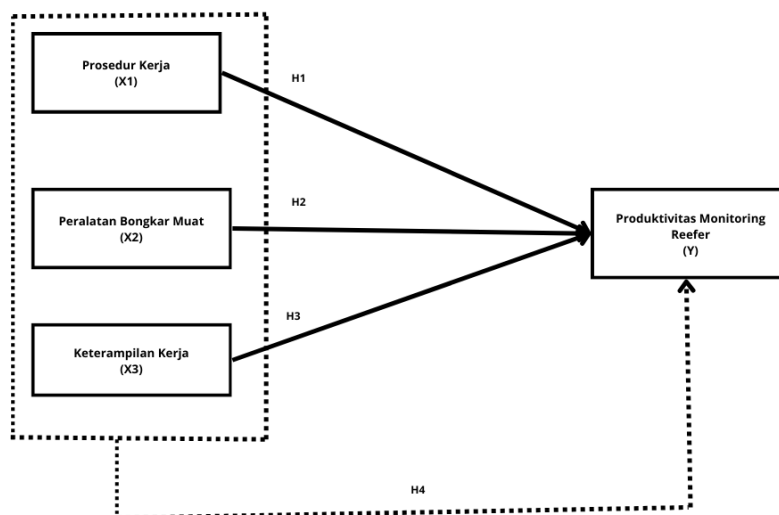 Prosedur Kerja
(X1)
H1
Peralatan Bongkar Muat
(X2)
H2
Produktivitas Monitoring
Reefer
(Y)
H3
Keterampilan Kerja
(X3)
H4